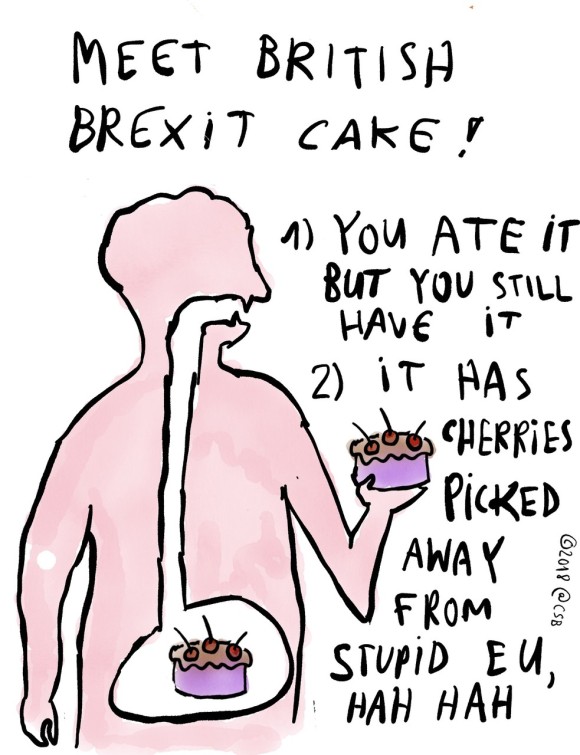 MEET BRITISH
BREXIT CAKE!
1) YOU ATE IT
BUT YOU STILL
HAVE IT
2) IT HAS
CHERRIES
PICKED
AWAY
FROM
STUPID EU,
HAH HAH
©2018 @CSB